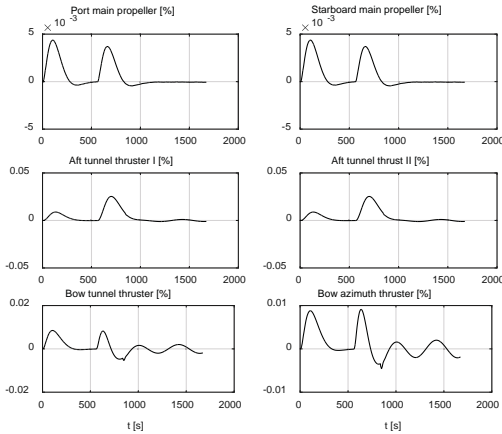 Port main propeller [%]
Starboard main propeller [%]
× 10⁻³
× 10⁻³
5
0
-5
0 500 1000 1500 2000
5
0
-5
0 500 1000 1500 2000
Aft tunnel thruster I [%]
Aft tunnel thrust II [%]
0.05
0
-0.05
0 500 1000 1500 2000
0.05
0
-0.05
0 500 1000 1500 2000
Bow tunnel thruster [%]
Bow azimuth thruster [%]
0.02
0
-0.02
0 500 1000 1500 2000
0.01
0
-0.01
0 500 1000 1500 2000
t [s]
t [s]